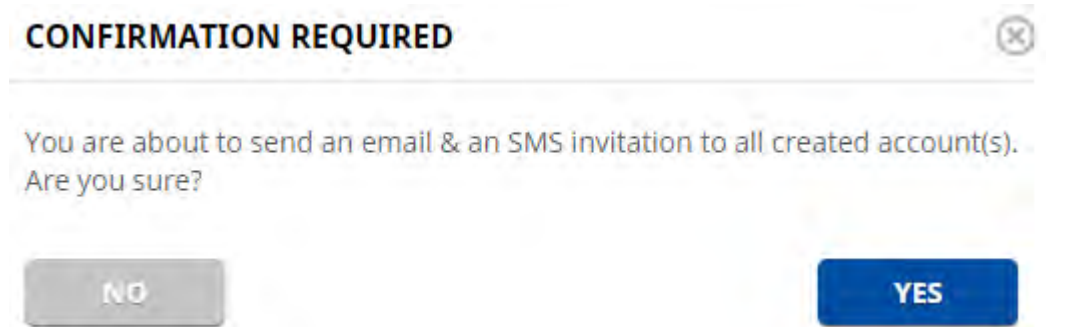 CONFIRMATION REQUIRED
You are about to send an email & an SMS invitation to all created account(s).
Are you sure?
NO
YES